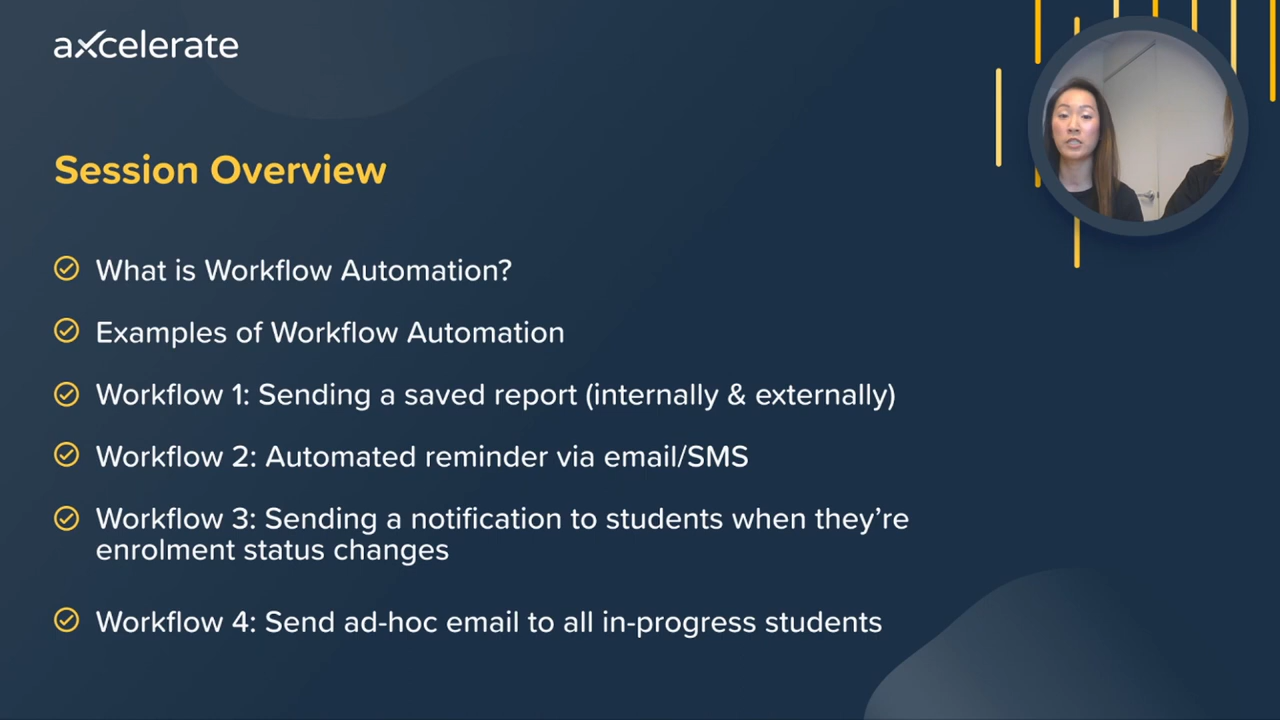 axcelerate
Session Overview
What is Workflow Automation?
Examples of Workflow Automation
Workflow 1: Sending a saved report (internally & externally)
Workflow 2: Automated reminder via email/SMS
Workflow 3: Sending a notification to students when they’re
enrolment status changes
Workflow 4: Send ad-hoc email to all in-progress students